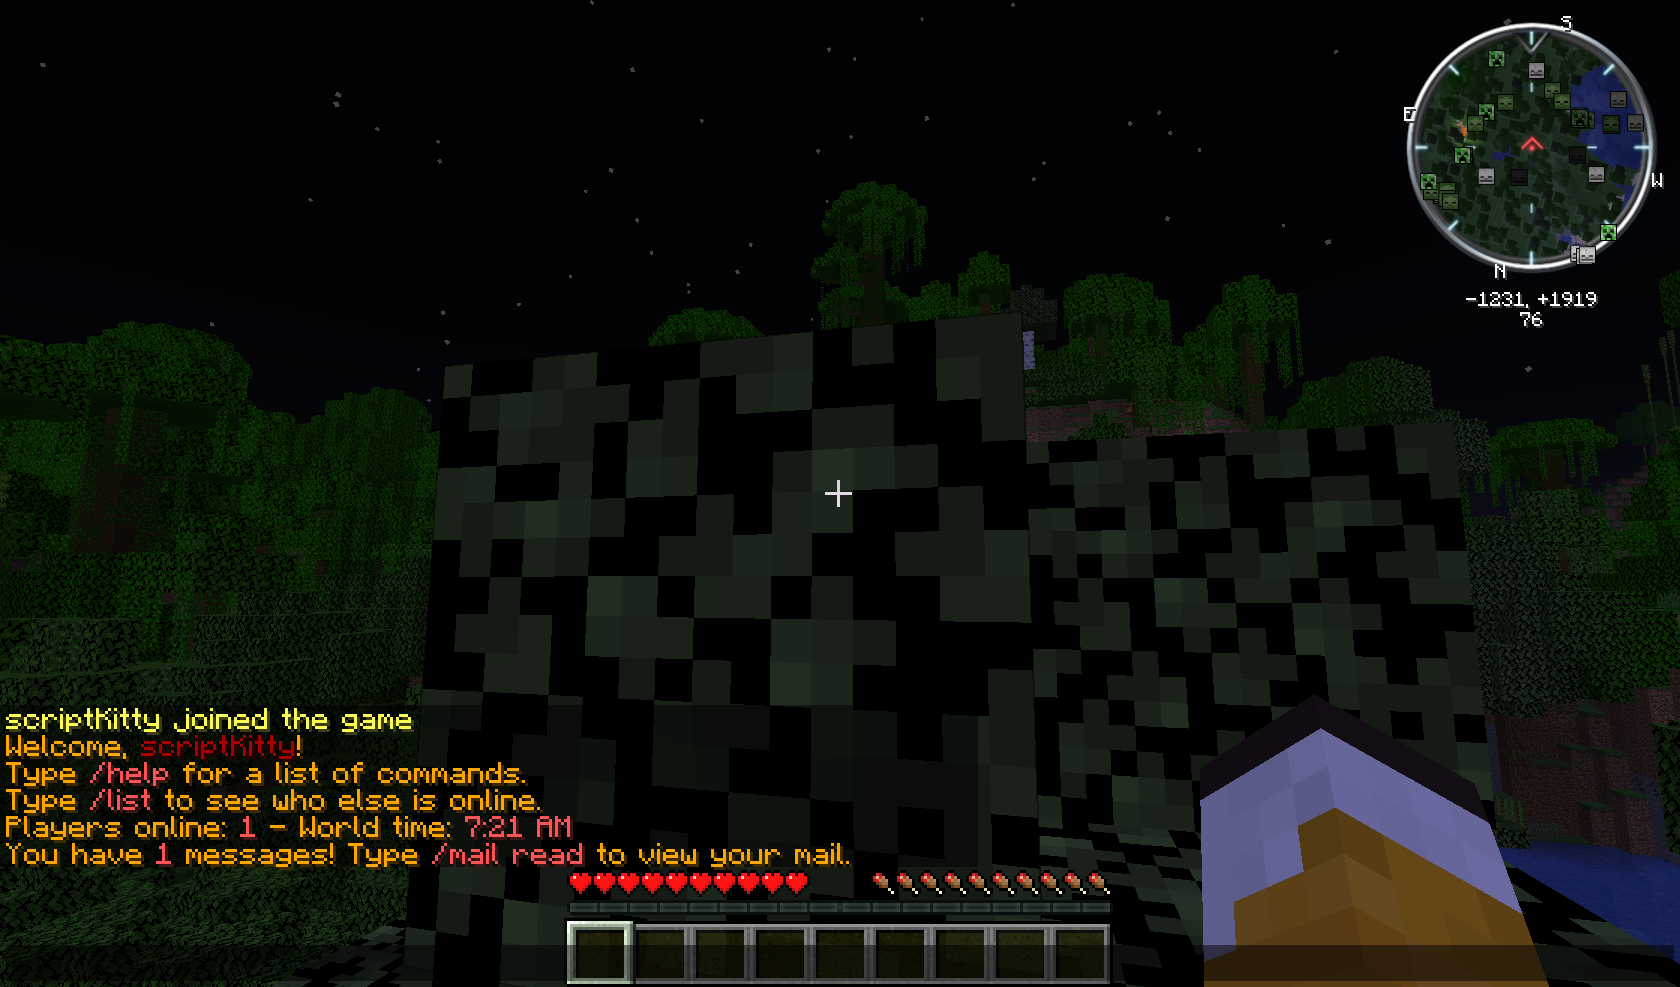 S
E
W
N
-1231, +1919
76
scriptKitty joined the game
Welcome, scriptKitty!
Type /help for a list of commands.
Type /list to see who else is online.
Players online: 1 - World time: 7:21 AM
You have 1 messages! Type /mail read to view your mail.